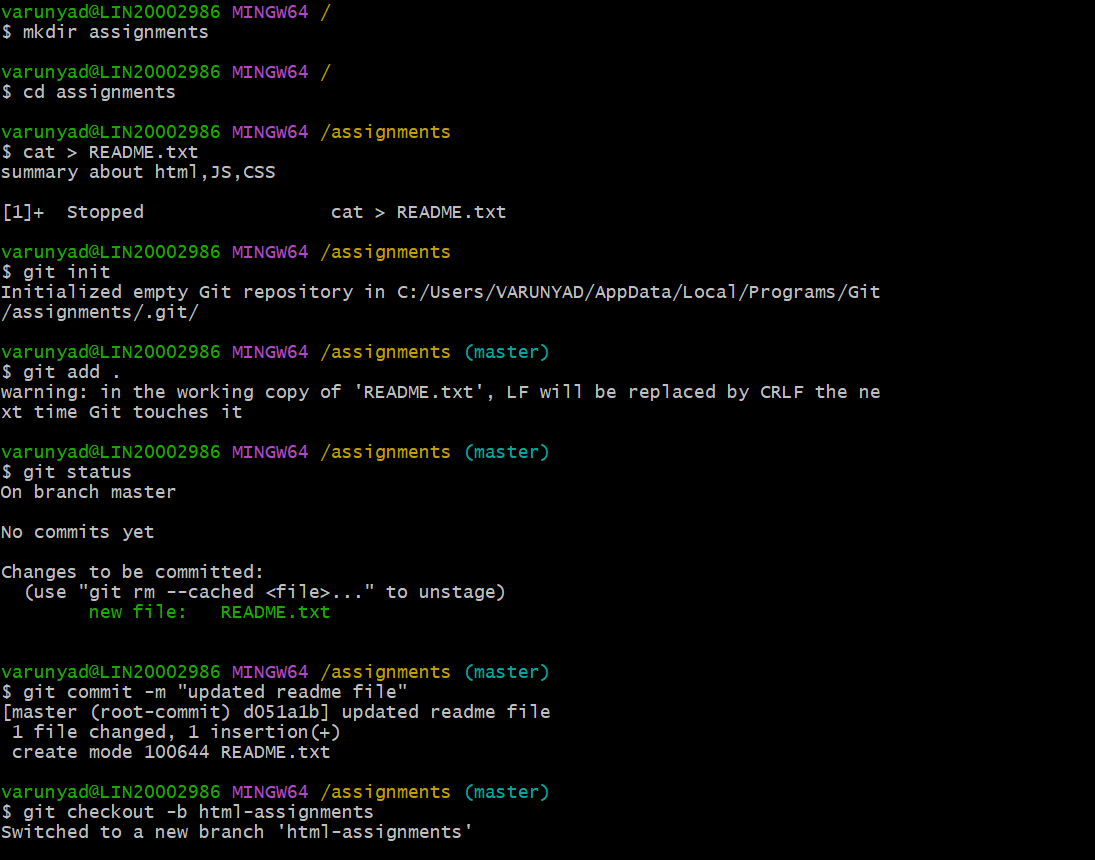 varunyad@LIN20002986 MINGW64 /
$ mkdir assignments
varunyad@LIN20002986 MINGW64 /
$ cd assignments
varunyad@LIN20002986 MINGW64 /assignments
$ cat > README.txt
summary about html,JS,CSS
[1]+  Stopped                 cat > README.txt
varunyad@LIN20002986 MINGW64 /assignments
$ git init
Initialized empty Git repository in C:/Users/VARUNYAD/AppData/Local/Programs/Git
/assignments/.git/
varunyad@LIN20002986 MINGW64 /assignments (master)
$ git add .
warning: in the working copy of 'README.txt', LF will be replaced by CRLF the ne
xt time Git touches it
varunyad@LIN20002986 MINGW64 /assignments (master)
$ git status
On branch master
No commits yet
Changes to be committed:
  (use "git rm --cached <file>..." to unstage)
        new file:   README.txt
varunyad@LIN20002986 MINGW64 /assignments (master)
$ git commit -m "updated readme file"
[master (root-commit) d051a1b] updated readme file
 1 file changed, 1 insertion(+)
 create mode 100644 README.txt
varunyad@LIN20002986 MINGW64 /assignments (master)
$ git checkout -b html-assignments
Switched to a new branch 'html-assignments'